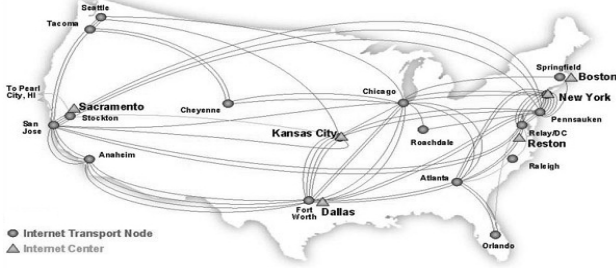 Seattle
Tacoma
To Pearl
City, HI
Sacramento
Stockton
San
Jose
Anaheim
Cheyenne
Kansas City
Chicago
Roachdale
Fort
Worth
Dallas
Atlanta
Orlando
Raleigh
Reston
Relay/DC
Pennsauken
New York
Springfield
Boston
Internet Transport Node
Internet Center